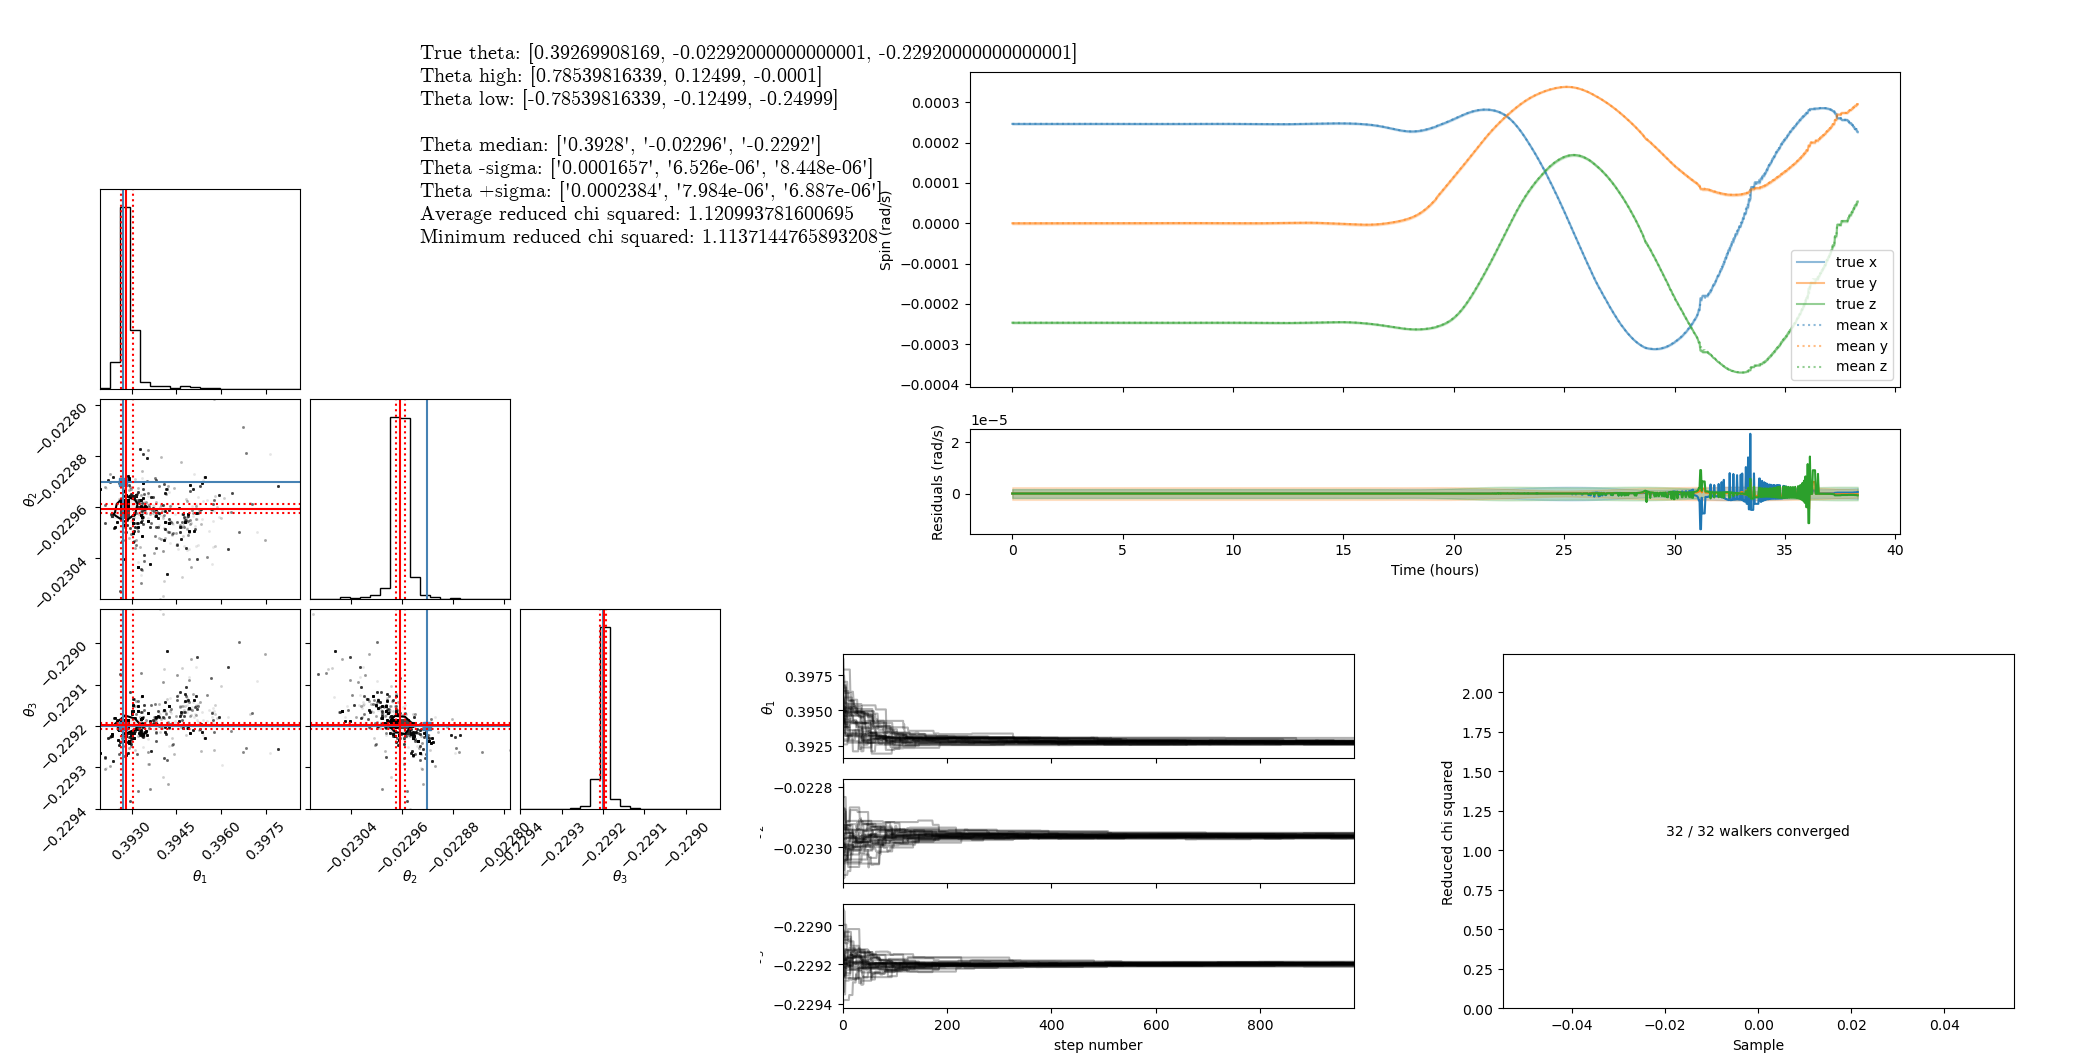 True theta: [0.39269908169, -0.02292000000000001, -0.22920000000000001]
Theta high: [0.78539816339, 0.12499, -0.0001]
Theta low: [-0.78539816339, -0.12499, -0.24999]
Theta median: ['0.3928', '-0.02296', '-0.2292']
Theta -sigma: ['0.0001657', '6.526e-06', '8.448e-06']
Theta +sigma: ['0.0002384', '7.984e-06', '6.887e-06']
Average reduced chi squared: 1.120993781600695
Minimum reduced chi squared: 1.1137144765893208
Spin (rad/s)
0.0003
0.0002
0.0001
0.0000
−0.0001
−0.0002
−0.0003
−0.0004
true x
true y
true z
mean x
mean y
mean z
1e−5
Residuals (rad/s)
2
0
0
5
10
15
20
25
30
35
40
Time (hours)
θ2
−0.02280
−0.02288
−0.02296
−0.02304
θ3
−0.2290
−0.2291
−0.2292
−0.2293
−0.2294
0.3930
0.3945
0.3960
0.3975
θ1
−0.02304
−0.02296
−0.02288
−0.02280
θ2
−0.2294
−0.2293
−0.2292
−0.2291
−0.2290
θ3
θ1
0.3975
0.3950
0.3925
−0.0228
−0.0230
−0.2290
−0.2292
−0.2294
0
200
400
600
800
step number
Reduced chi squared
2.00
1.75
1.50
1.25
1.00
0.75
0.50
0.25
0.00
32 / 32 walkers converged
−0.04
−0.02
0.00
0.02
0.04
Sample